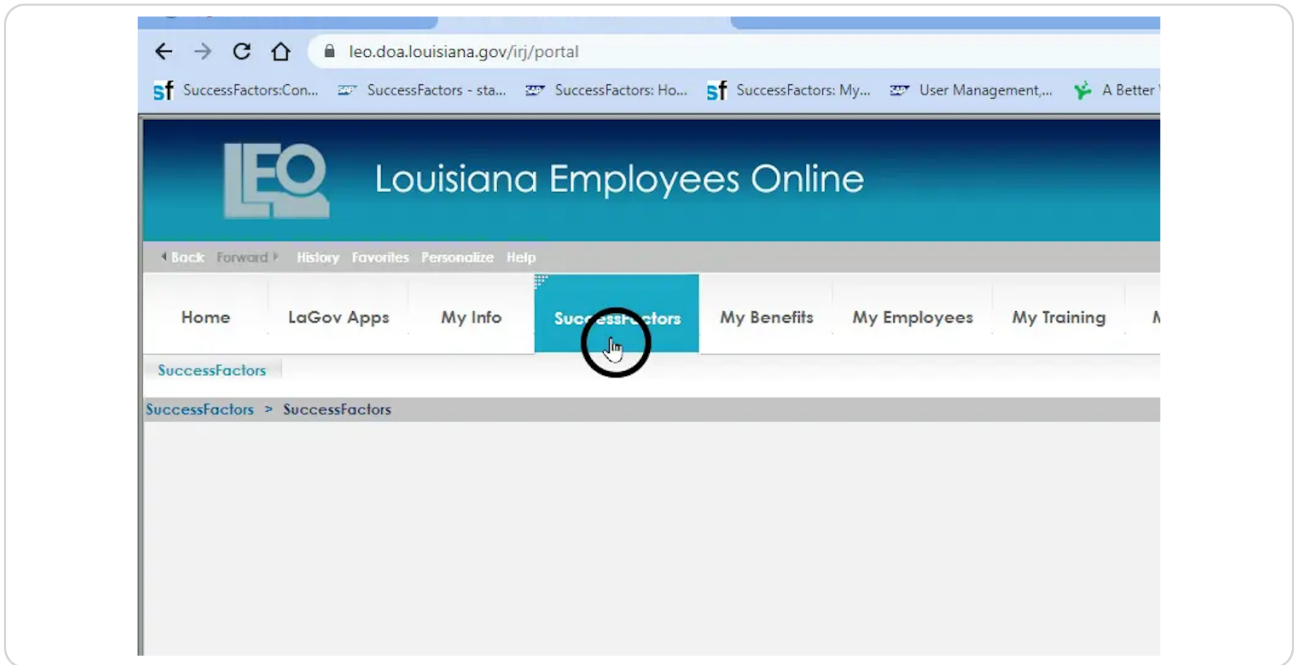 leo.doa.louisiana.gov/irj/portal
SuccessFactors:Con... SuccessFactors - sta... SuccessFactors: Ho... SuccessFactors: My... User Management,... A Better
LEO Louisiana Employees Online
Back Forward History Favorites Personalize Help
Home LaGov Apps My Info SuccessFactors My Benefits My Employees My Training
SuccessFactors
SuccessFactors > SuccessFactors